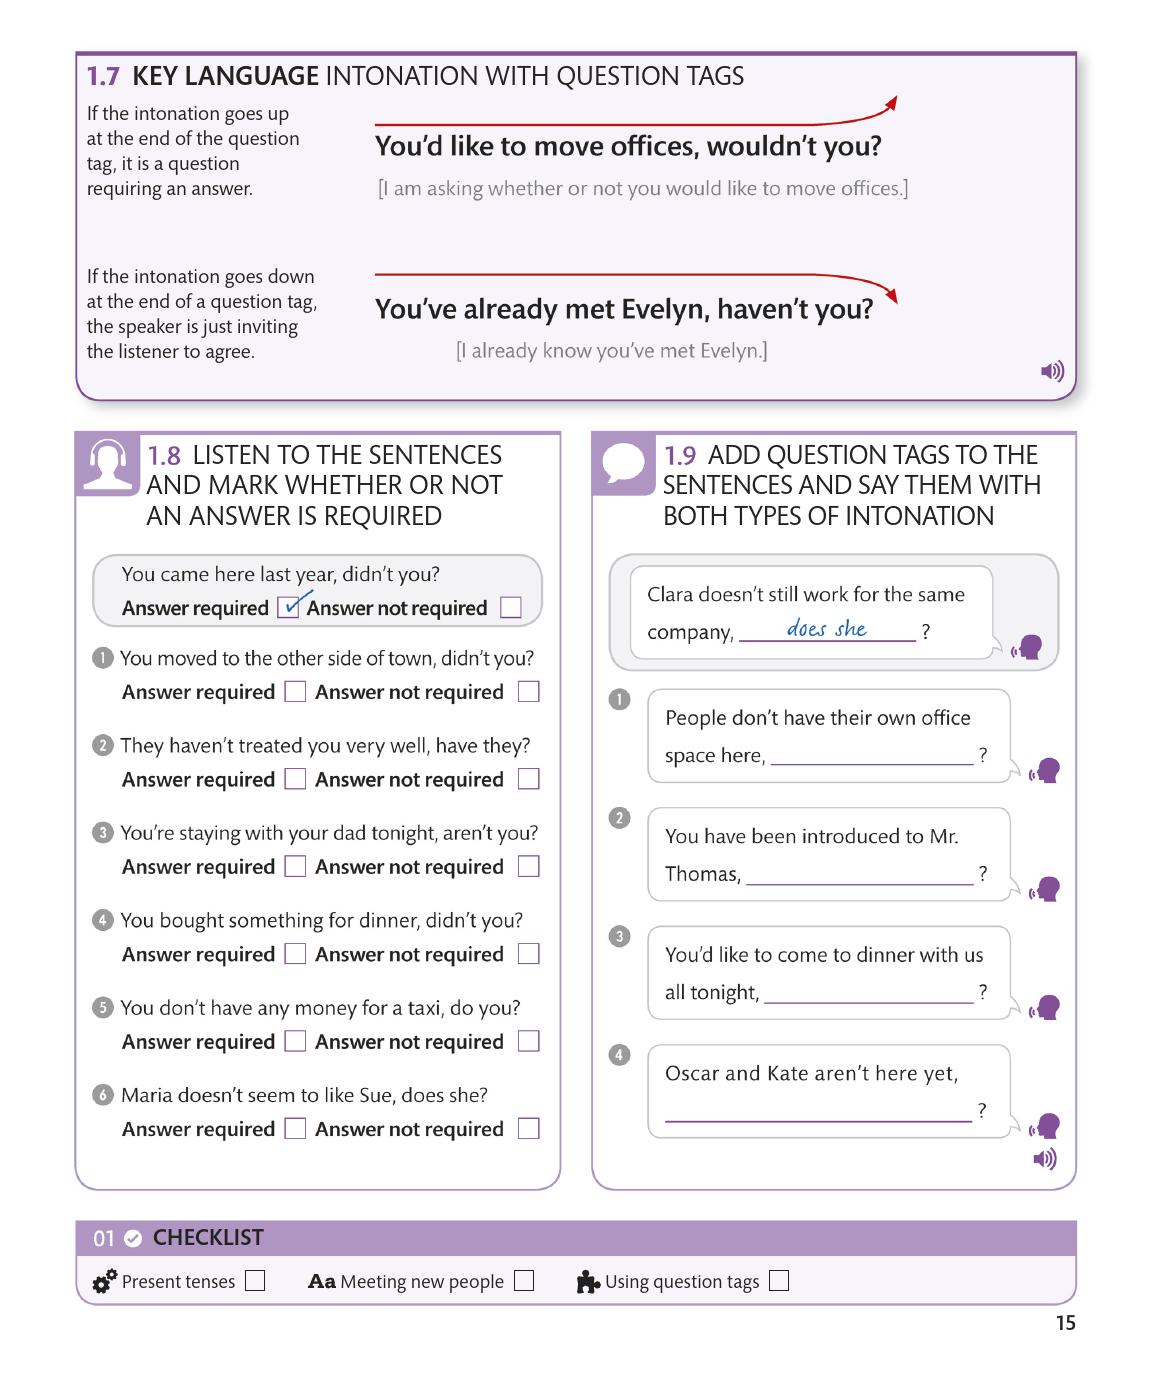 1.7 KEY LANGUAGE INTONATION WITH QUESTION TAGS
If the intonation goes up
at the end of the question
tag, it is a question
requiring an answer.
You’d like to move offices, wouldn’t you?
[I am asking whether or not you would like to move offices.]
If the intonation goes down
at the end of a question tag,
the speaker is just inviting
the listener to agree.
You’ve already met Evelyn, haven’t you?
[I already know you’ve met Evelyn.]
1.8 LISTEN TO THE SENTENCES
AND MARK WHETHER OR NOT
AN ANSWER IS REQUIRED
You came here last year, didn’t you?
Answer required Answer not required
1 You moved to the other side of town, didn’t you?
Answer required Answer not required
2 They haven’t treated you very well, have they?
Answer required Answer not required
3 You’re staying with your dad tonight, aren’t you?
Answer required Answer not required
4 You bought something for dinner, didn’t you?
Answer required Answer not required
5 You don’t have any money for a taxi, do you?
Answer required Answer not required
6 Maria doesn’t seem to like Sue, does she?
Answer required Answer not required
1.9 ADD QUESTION TAGS TO THE
SENTENCES AND SAY THEM WITH
BOTH TYPES OF INTONATION
Clara doesn’t still work for the same
company, does she ?
1
People don’t have their own office
space here, ?
2
You have been introduced to Mr.
Thomas, ?
3
You’d like to come to dinner with us
all tonight, ?
4
Oscar and Kate aren’t here yet,
?
01 CHECKLIST
Present tenses Aa Meeting new people Using question tags
15